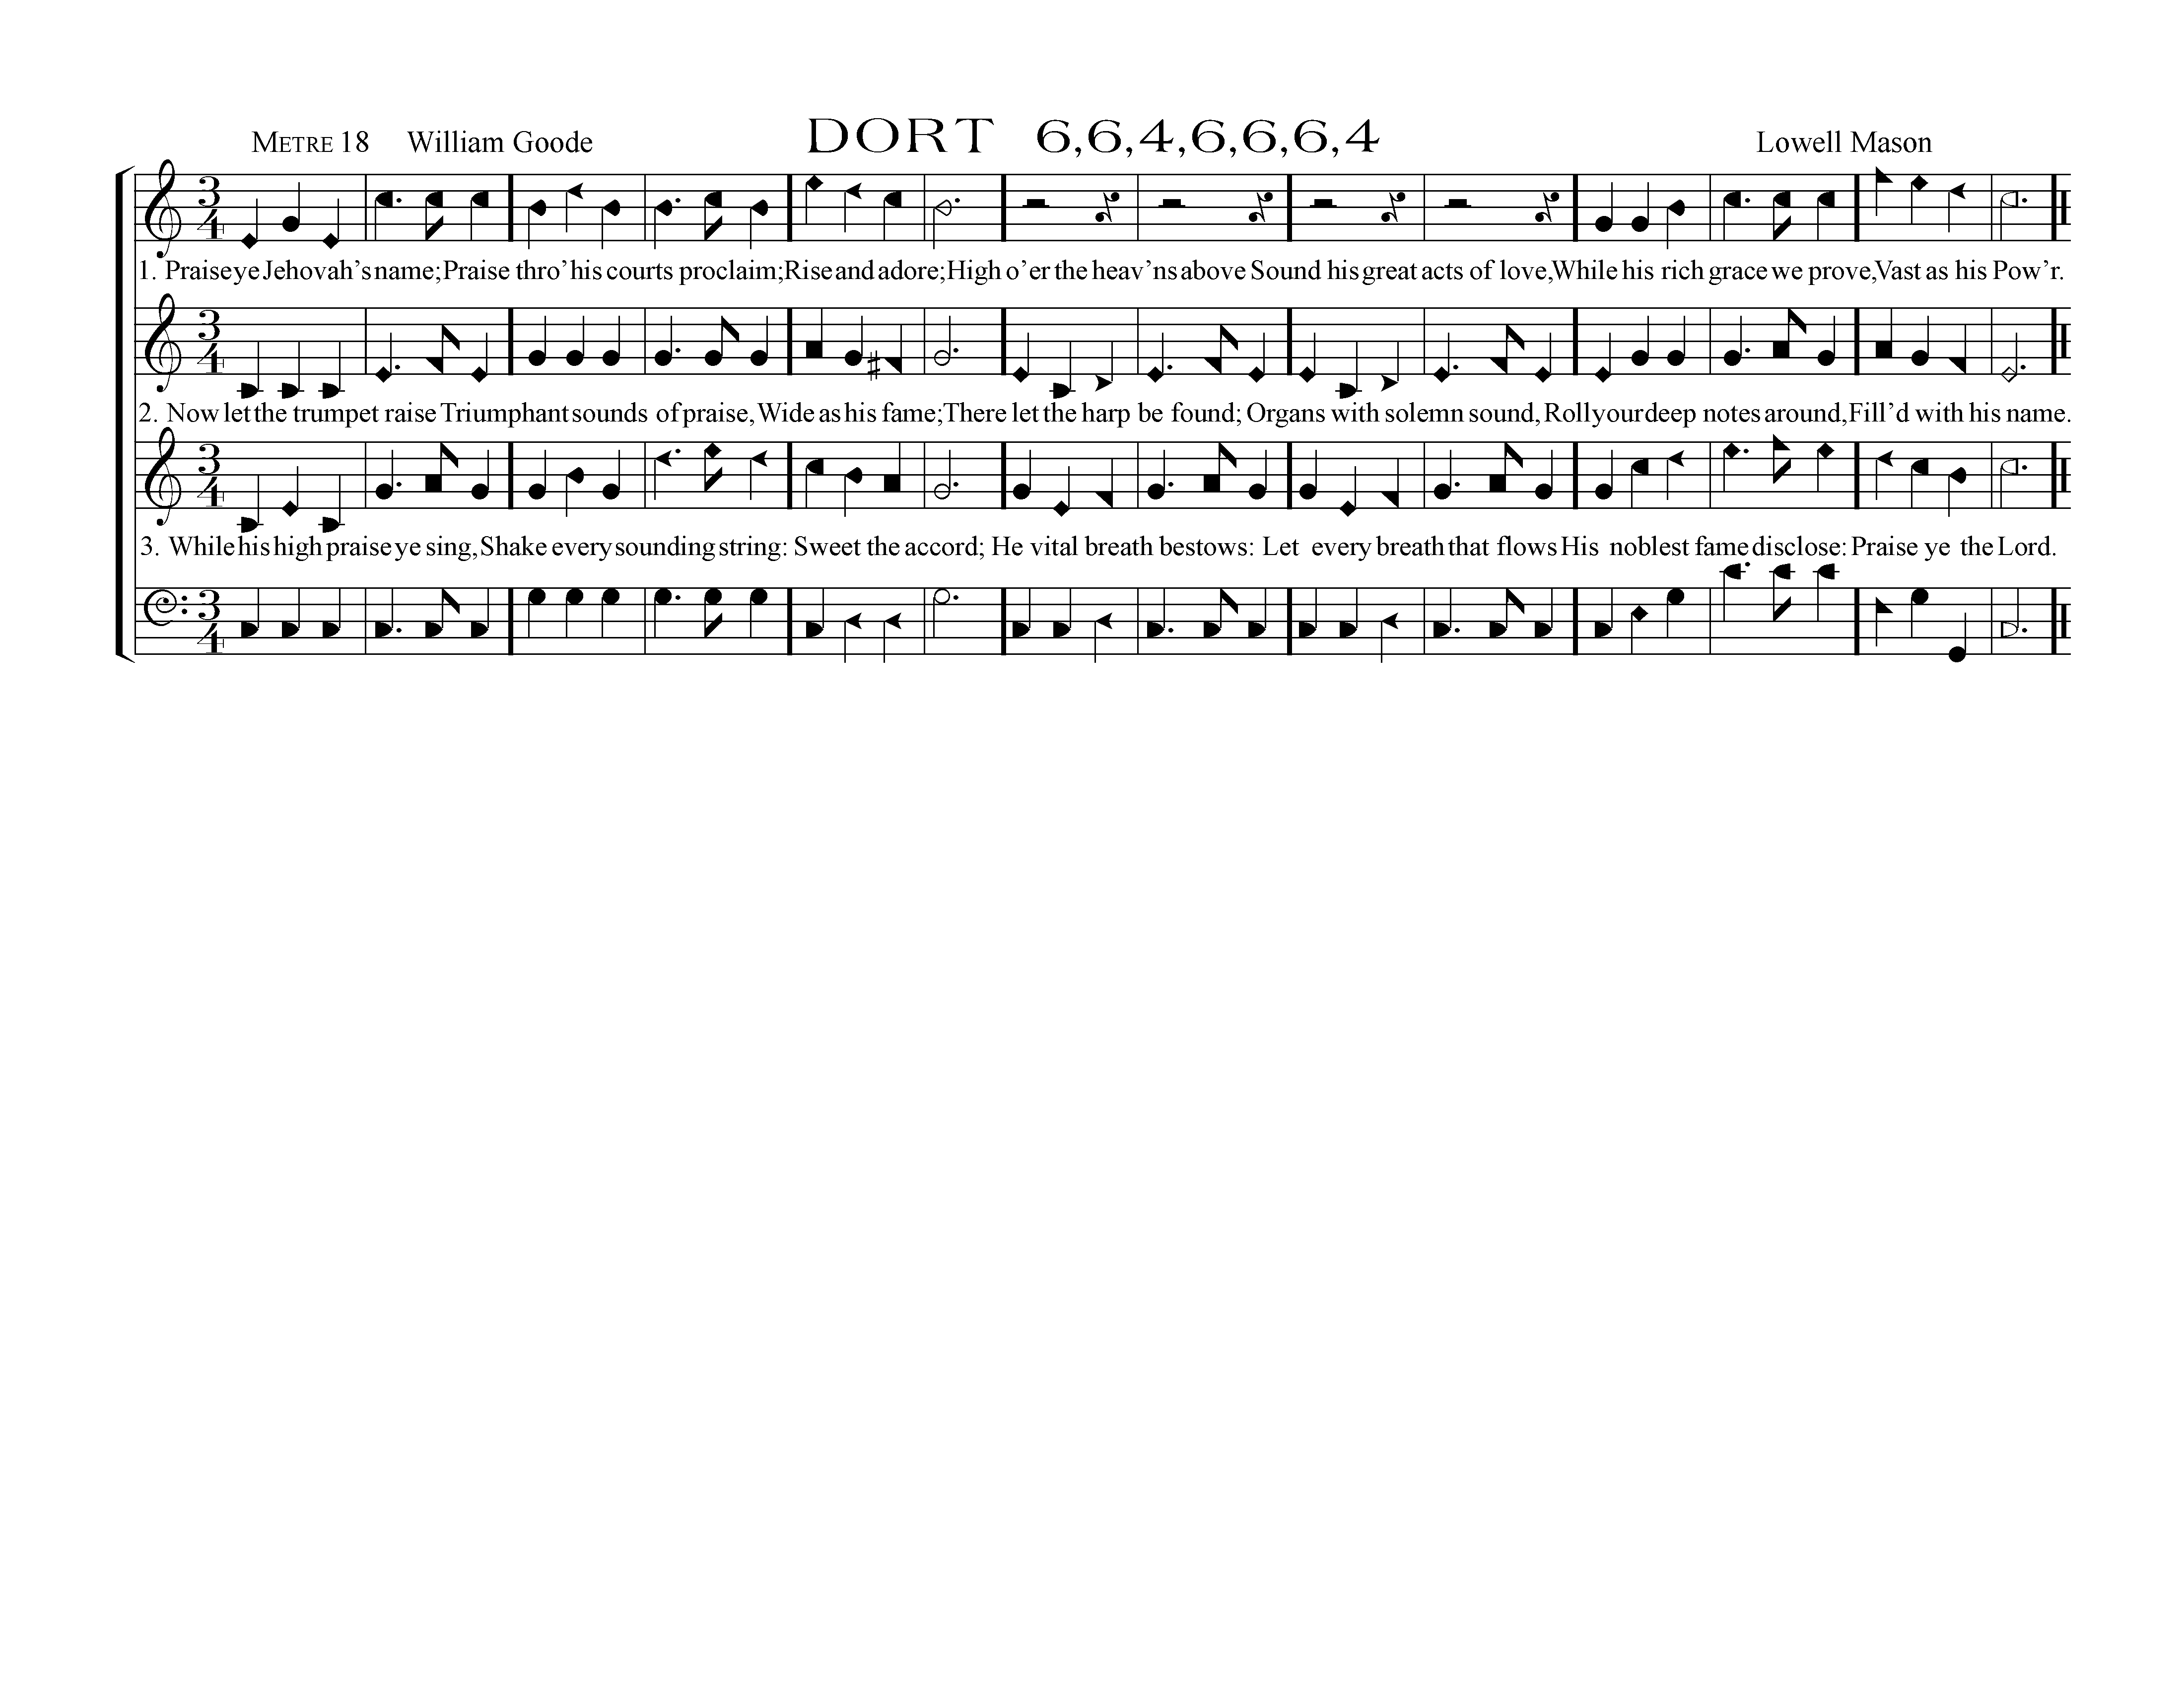 METRE 18 William Goode DORT 6,6,4,6,6,6,4 Lowell Mason
3 4
1. Praise ye Jehovah’s name; Praise thro’ his courts proclaim; Rise and adore; High o’er the heav’ns above Sound his great acts of love, While his rich grace we prove, Vast as his Pow’r.
3 4
2. Now let the trumpet raise Triumphant sounds of praise, Wide as his fame; There let the harp be found; Organs with solemn sound, Roll your deep notes around, Fill’d with his name.
3 4
3. While his high praise ye sing, Shake every sounding string: Sweet the accord; He vital breath bestows: Let every breath that flows His noblest fame disclose: Praise ye the Lord.
3 4